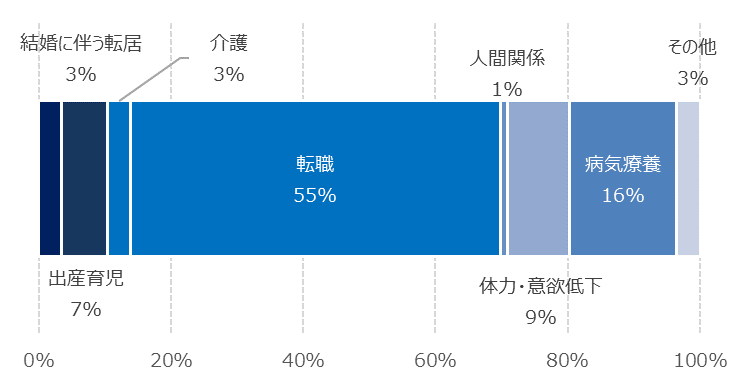 結婚に伴う転居
3%
介護
3%
人間関係
1%
その他
3%
転職
55%
病気療養
16%
出産育児
7%
体力・意欲低下
9%
0%
20%
40%
60%
80%
100%